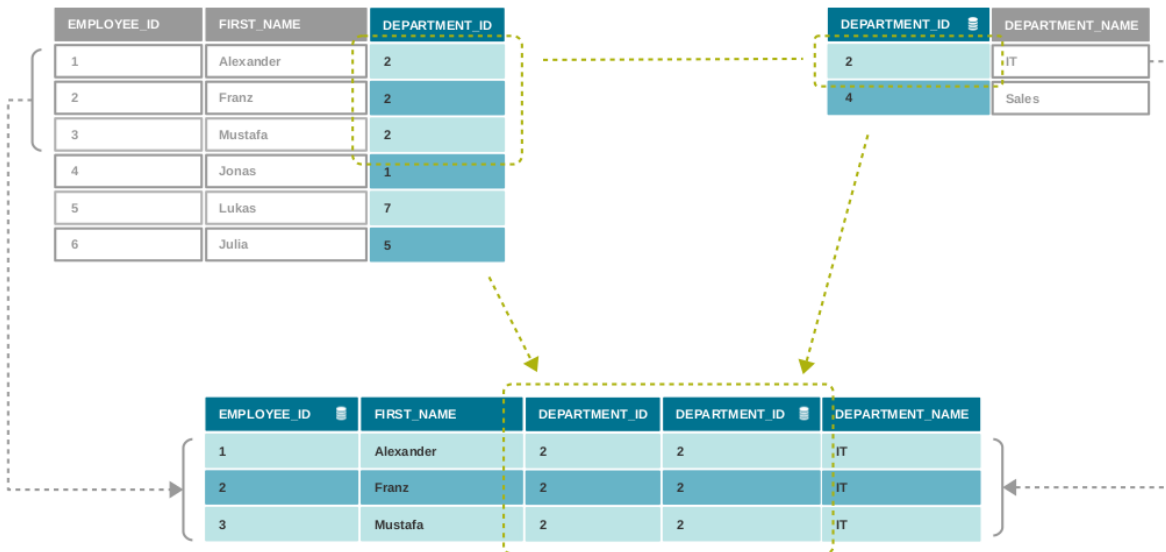 EMPLOYEE_ID FIRST_NAME DEPARTMENT_ID
1 Alexander 2
2 Franz 2
3 Mustafa 2
4 Jonas 1
5 Lukas 7
6 Julia 5
DEPARTMENT_ID DEPARTMENT_NAME
2 IT
4 Sales
EMPLOYEE_ID FIRST_NAME DEPARTMENT_ID DEPARTMENT_ID DEPARTMENT_NAME
1 Alexander 2 2 IT
2 Franz 2 2 IT
3 Mustafa 2 2 IT